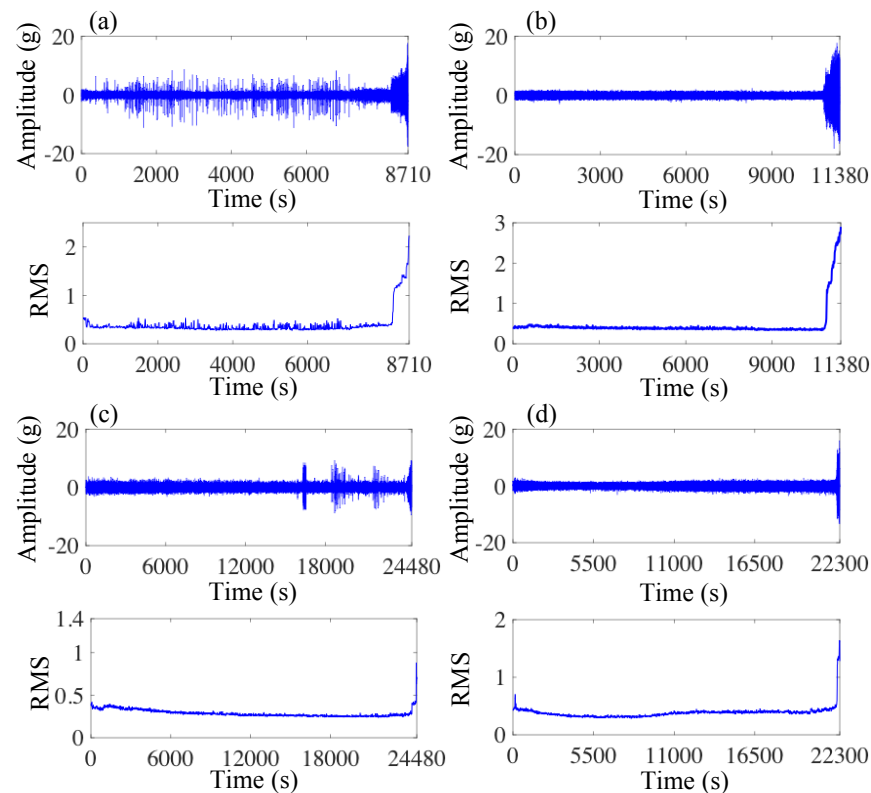 (a)
Amplitude (g)
20
0
-20
0 2000 4000 6000 8710
Time (s)
RMS
2
1
0
0 2000 4000 6000 8710
Time (s)
(b)
Amplitude (g)
20
0
-20
0 3000 6000 9000 11380
Time (s)
RMS
3
2
1
0
0 3000 6000 9000 11380
Time (s)
(c)
Amplitude (g)
20
0
-20
0 6000 12000 18000 24480
Time (s)
RMS
1.4
1
0.5
0
0 6000 12000 18000 24480
Time (s)
(d)
Amplitude (g)
20
0
-20
0 5500 11000 16500 22300
Time (s)
RMS
2
1
0
0 5500 11000 16500 22300
Time (s)